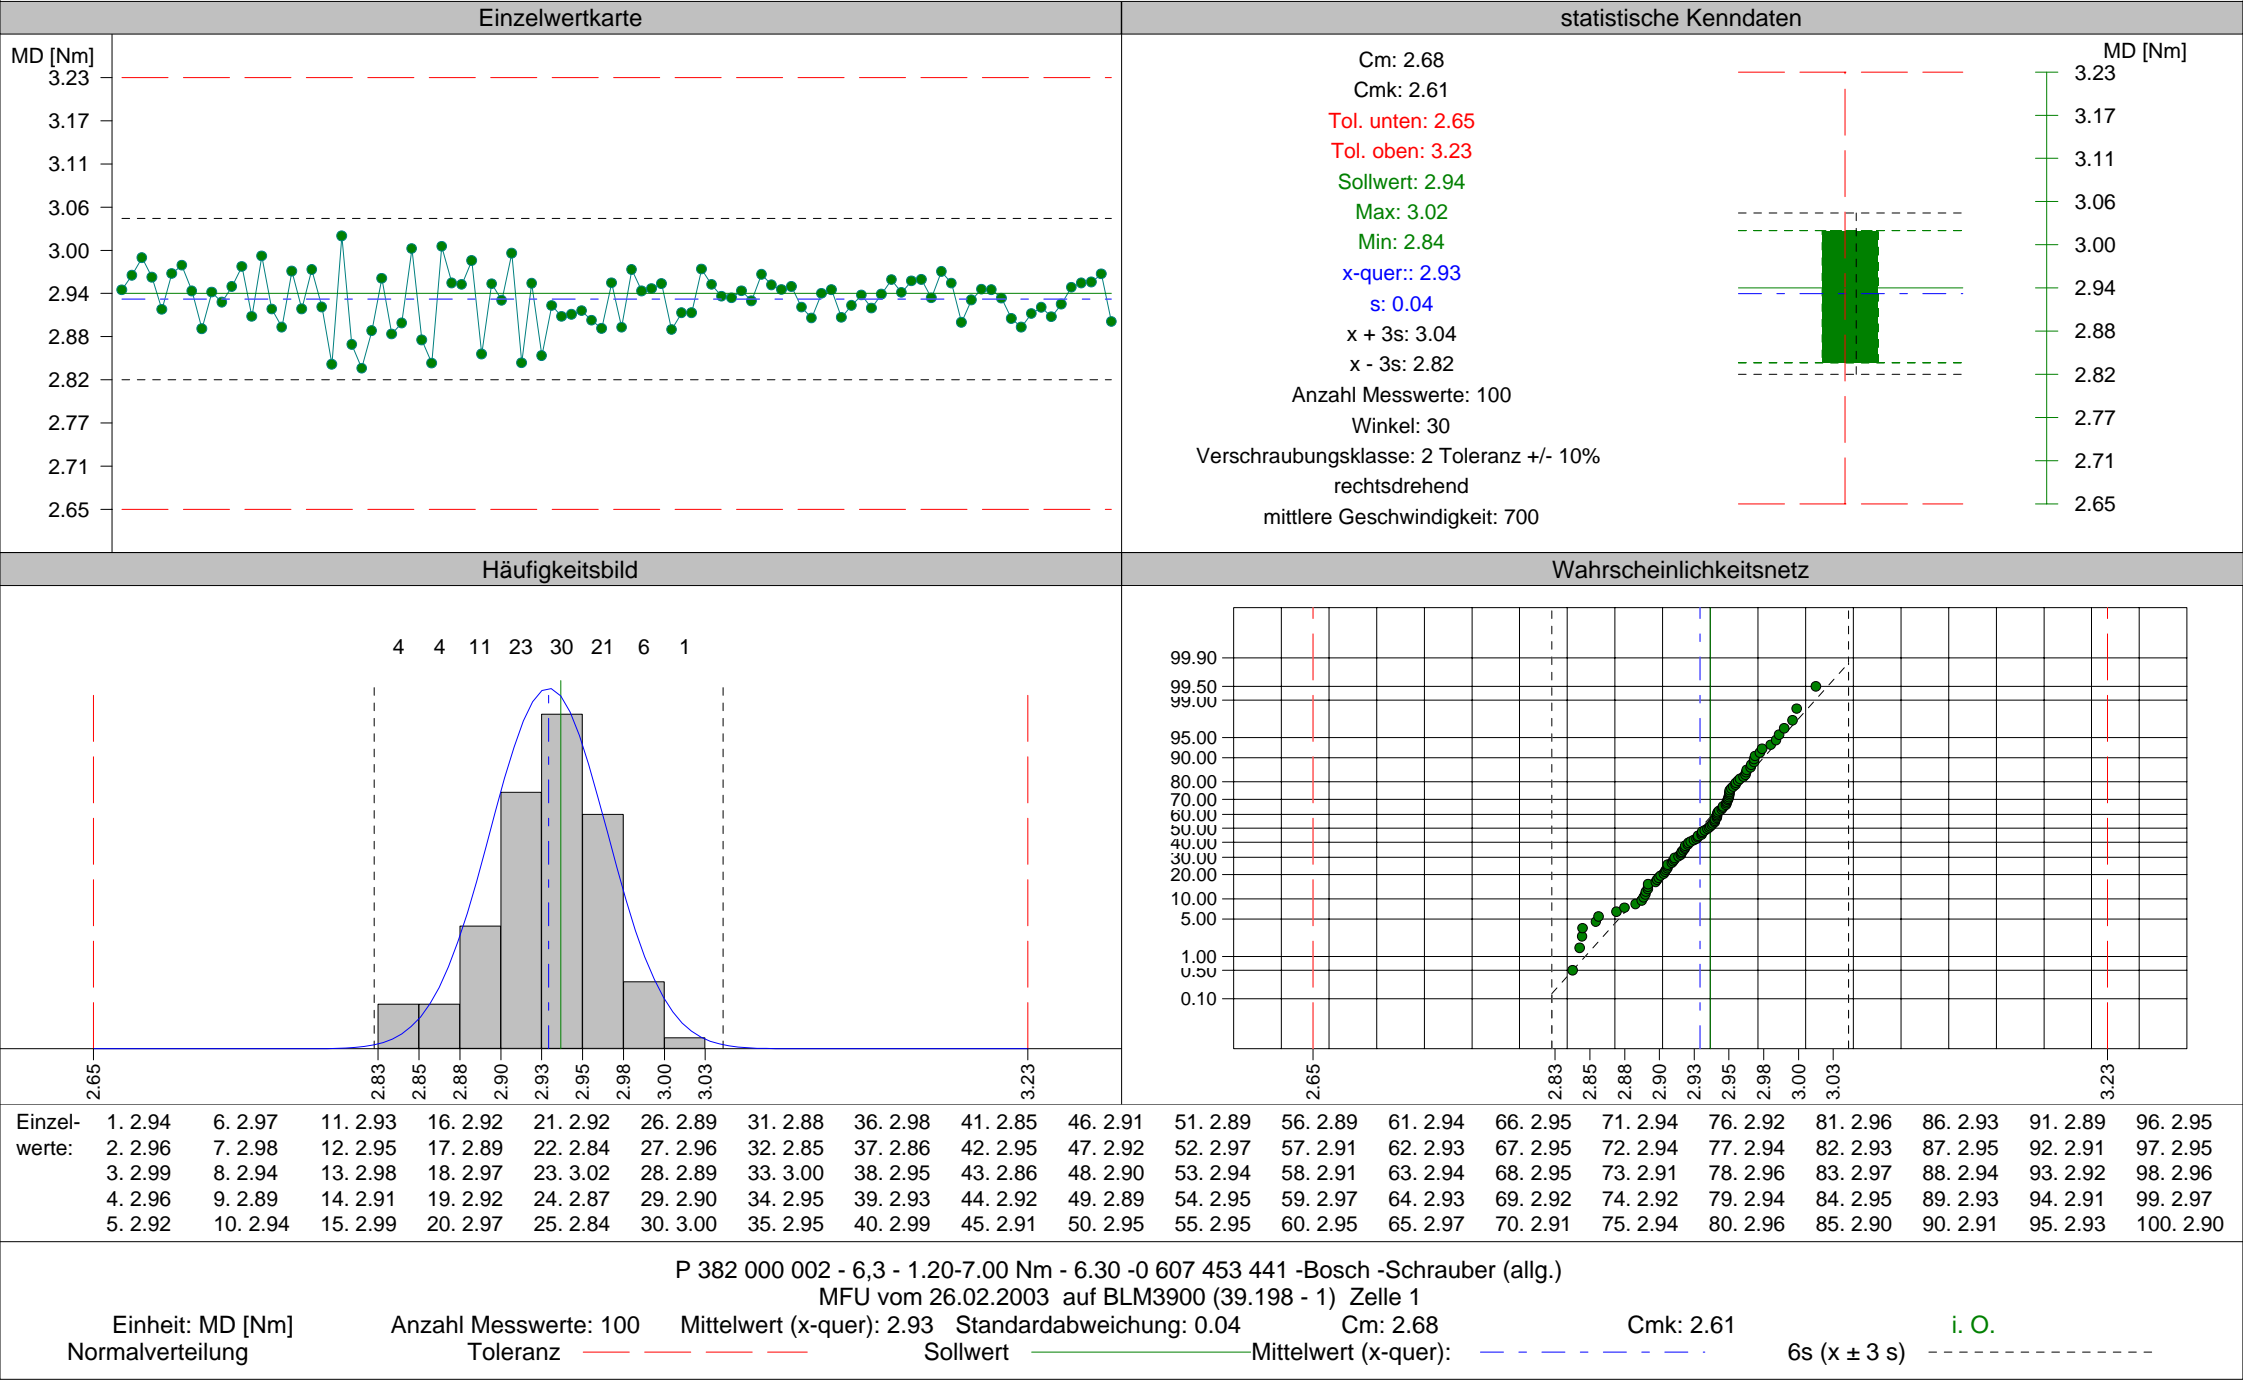 Einzelwertkarte
MD [Nm]
3.23
3.17
3.11
3.06
3.00
2.94
2.88
2.82
2.77
2.71
2.65
statistische Kenndaten
Cm: 2.68
Cmk: 2.61
Tol. unten: 2.65
Tol. oben: 3.23
Sollwert: 2.94
Max: 3.02
Min: 2.84
x-quer:: 2.93
s: 0.04
x + 3s: 3.04
x - 3s: 2.82
Anzahl Messwerte: 100
Winkel: 30
Verschraubungsklasse: 2 Toleranz +/- 10%
rechtsdrehend
mittlere Geschwindigkeit: 700
MD [Nm]
3.23
3.17
3.11
3.06
3.00
2.94
2.88
2.82
2.77
2.71
2.65
Häufigkeitsbild
4 4 11 23 30 21 6 1
2.65 2.83 2.85 2.88 2.90 2.93 2.95 2.98 3.00 3.03 3.23
Wahrscheinlichkeitsnetz
99.90
99.50
99.00
95.00
90.00
80.00
70.00
60.00
50.00
40.00
30.00
20.00
10.00
5.00
1.00
0.50
0.10
2.65 2.83 2.85 2.88 2.90 2.93 2.95 2.98 3.00 3.03 3.23
Einzel- 1. 2.94 6. 2.97 11. 2.93 16. 2.92 21. 2.92 26. 2.89 31. 2.88 36. 2.98 41. 2.85 46. 2.91 51. 2.89 56. 2.89 61. 2.94 66. 2.95 71. 2.94 76. 2.92 81. 2.96 86. 2.93 91. 2.89 96. 2.95
werte: 2. 2.96 7. 2.98 12. 2.95 17. 2.89 22. 2.84 27. 2.96 32. 2.85 37. 2.86 42. 2.95 47. 2.92 52. 2.97 57. 2.91 62. 2.93 67. 2.95 72. 2.94 77. 2.94 82. 2.93 87. 2.95 92. 2.91 97. 2.95
3. 2.99 8. 2.94 13. 2.98 18. 2.97 23. 3.02 28. 2.89 33. 3.00 38. 2.95 43. 2.86 48. 2.90 53. 2.94 58. 2.91 63. 2.94 68. 2.95 73. 2.91 78. 2.96 83. 2.97 88. 2.94 93. 2.92 98. 2.96
4. 2.96 9. 2.89 14. 2.91 19. 2.92 24. 2.87 29. 2.90 34. 2.95 39. 2.93 44. 2.92 49. 2.89 54. 2.95 59. 2.97 64. 2.93 69. 2.92 74. 2.92 79. 2.94 84. 2.95 89. 2.93 94. 2.91 99. 2.97
5. 2.92 10. 2.94 15. 2.99 20. 2.97 25. 2.84 30. 3.00 35. 2.95 40. 2.99 45. 2.91 50. 2.95 55. 2.95 60. 2.95 65. 2.97 70. 2.91 75. 2.94 80. 2.96 85. 2.90 90. 2.91 95. 2.93 100. 2.90
P 382 000 002 - 6,3 - 1.20-7.00 Nm - 6.30 -0 607 453 441 -Bosch -Schrauber (allg.)
MFU vom 26.02.2003 auf BLM3900 (39.198 - 1) Zelle 1
Einheit: MD [Nm] Anzahl Messwerte: 100 Mittelwert (x-quer): 2.93 Standardabweichung: 0.04 Cm: 2.68 Cmk: 2.61 i. O.
Normalverteilung Toleranz Sollwert Mittelwert (x-quer): 6s (x ± 3 s)